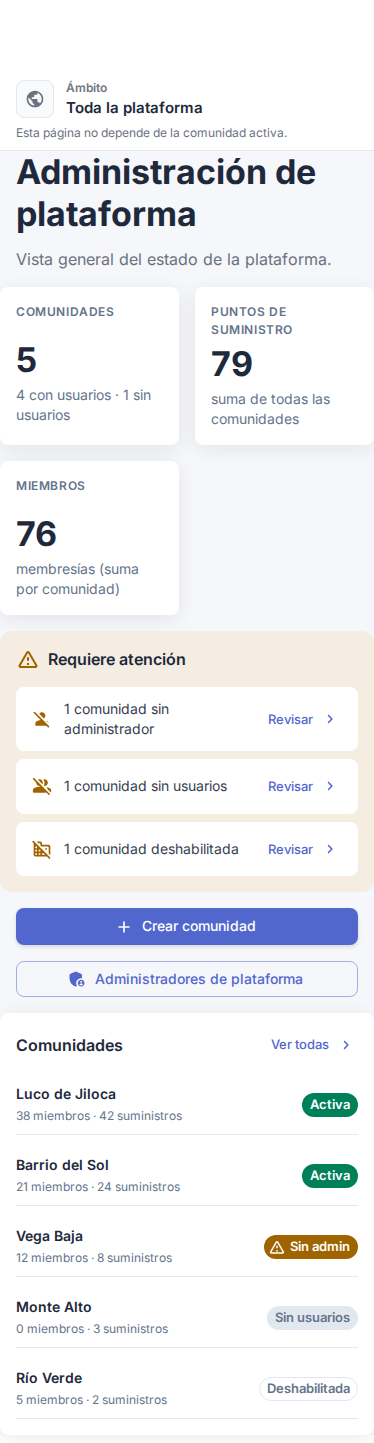 Ámbito
Toda la plataforma
Esta página no depende de la comunidad activa.
Administración de
plataforma
Vista general del estado de la plataforma.
COMUNIDADES
5
4 con usuarios · 1 sin
usuarios
PUNTOS DE
SUMINISTRO
79
suma de todas las
comunidades
MIEMBROS
76
membresías (suma
por comunidad)
Requiere atención
1 comunidad sin
administrador
Revisar
1 comunidad sin usuarios
Revisar
1 comunidad deshabilitada
Revisar
Crear comunidad
Administradores de plataforma
Comunidades
Ver todas
Luco de Jiloca
38 miembros · 42 suministros
Activa
Barrio del Sol
21 miembros · 24 suministros
Activa
Vega Baja
12 miembros · 8 suministros
Sin admin
Monte Alto
0 miembros · 3 suministros
Sin usuarios
Río Verde
5 miembros · 2 suministros
Deshabilitada